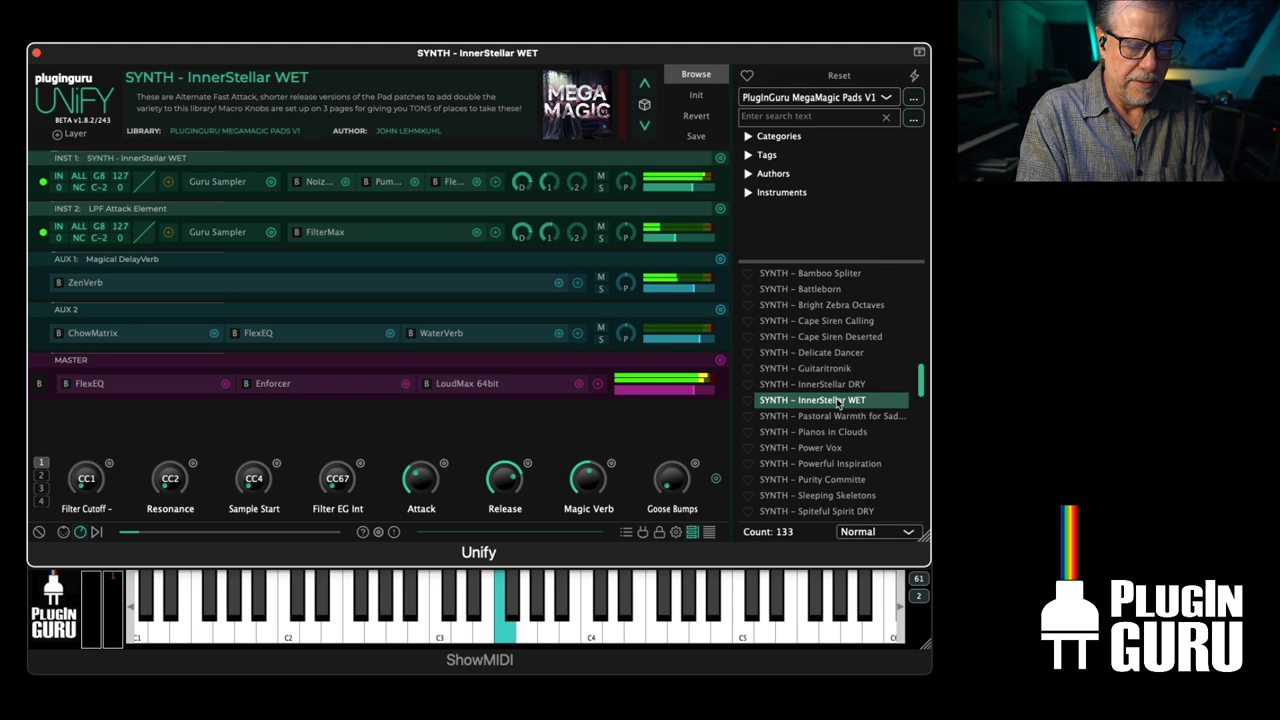 SYNTH - InnerStellar WET
pluginguru
UNiFY
BETA v1.8.2/243
Layer
SYNTH - InnerStellar WET
These are Alternate Fast Attack, shorter release versions of the Pad patches to add double the
variety to this library! Macro Knobs are set up on 3 pages for giving you TONS of places to tweak these!
LIBRARY: PLUGINGURU MEGAMAGIC PADS V1 AUTHOR: JOHN LEHMKUHL
MEGA
MAGIC
Browse
Init
Revert
Save
Reset
PlugInGuru MegaMagic Pads V1
...
Enter search text
...
Categories
Tags
Authors
Instruments
INST 1: SYNTH - InnerStellar WET
IN ALL G8 127
0 NC C-2 0
Guru Sampler B Noiz... B Pum... B Fle... D 1 2 M S P
INST 2: LPF Attack Element
IN ALL G8 127
0 NC C-2 0
Guru Sampler B FilterMax D 1 2 M S P
AUX 1: Magical DelayVerb
B ZenVerb M S P
AUX 2
B ChowMatrix B FlexEQ B WaterVerb M S P
MASTER
B B FlexEQ B Enforcer B LoudMax 64bit
SYNTH - Bamboo Spliter
SYNTH - Battleborn
SYNTH - Bright Zebra Octaves
SYNTH - Cape Siren Calling
SYNTH - Cape Siren Deserted
SYNTH - Delicate Dancer
SYNTH - Guitaritronik
SYNTH - InnerStellar DRY
SYNTH - InnerStellar WET
SYNTH - Pastoral Warmth for Sad...
SYNTH - Pianos in Clouds
SYNTH - Power Vox
SYNTH - Powerful Inspiration
SYNTH - Purity Committe
SYNTH - Sleeping Skeletons
SYNTH - Spiteful Spirit DRY
Count: 133
Normal
1
2
3
4
CC1 CC2 CC4 CC67
Filter Cutoff - Resonance Sample Start Filter EG Int Attack Release Magic Verb Goose Bumps
Unify
PLUGIN
GURU
1
C1 C2 C3 C4 C5
61
2
ShowMIDI
PLUGIN
GURU